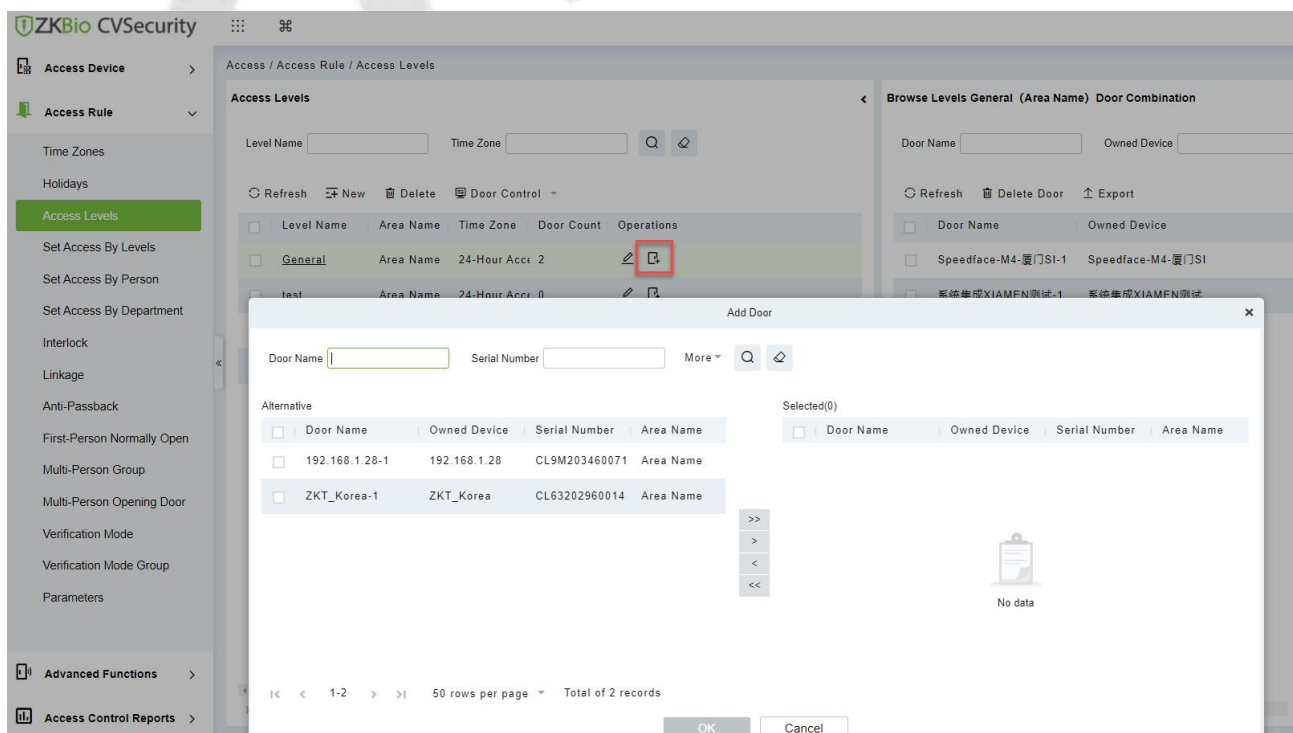 ZKBio CVSecurity
Access Device
Access Rule
Time Zones
Holidays
Access Levels
Set Access By Levels
Set Access By Person
Set Access By Department
Interlock
Linkage
Anti-Passback
First-Person Normally Open
Multi-Person Group
Multi-Person Opening Door
Verification Mode
Verification Mode Group
Parameters
Advanced Functions
Access Control Reports
Access / Access Rule / Access Levels
Access Levels
Level Name Time Zone
Refresh New Delete Door Control
Level Name Area Name Time Zone Door Count Operations
General Area Name 24-Hour Acce 2
test Area Name 24-Hour Acce 0
Browse Levels General (Area Name) Door Combination
Door Name Owned Device
Refresh Delete Door Export
Door Name Owned Device
Speedface-M4-厦门SI-1 Speedface-M4-厦门SI
系统集成XIAMEN测试-1 系统集成XIAMEN测试
Add Door
Door Name Serial Number More
Alternative
Door Name Owned Device Serial Number Area Name
192.168.1.28-1 192.168.1.28 CL9M203460071 Area Name
ZKT_Korea-1 ZKT_Korea CL63202960014 Area Name
>>
>
<
<<
Selected(0)
Door Name Owned Device Serial Number Area Name
No data
|< < 1-2 > >| 50 rows per page Total of 2 records
OK Cancel